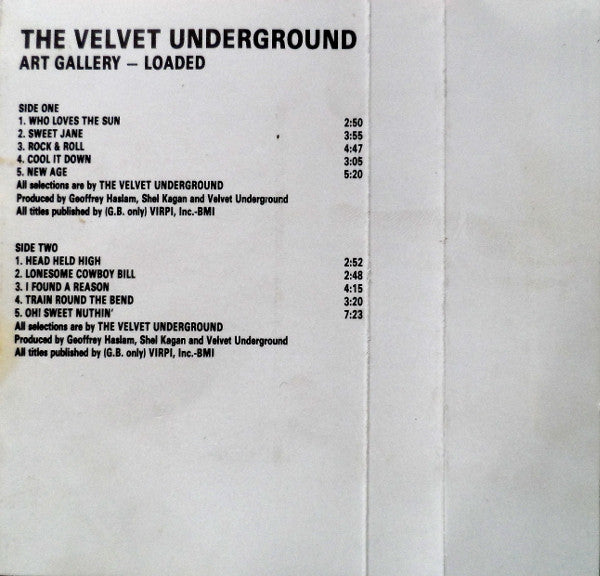 THE VELVET UNDERGROUND
ART GALLERY – LOADED
SIDE ONE
1. WHO LOVES THE SUN 2:50
2. SWEET JANE 3:55
3. ROCK & ROLL 4:47
4. COOL IT DOWN 3:05
5. NEW AGE 5:20
All selections are by THE VELVET UNDERGROUND
Produced by Geoffrey Haslam, Shel Kagan and Velvet Underground
All titles published by (G.B. only) VIRPI, Inc.-BMI
SIDE TWO
1. HEAD HELD HIGH 2:52
2. LONESOME COWBOY BILL 2:48
3. I FOUND A REASON 4:15
4. TRAIN ROUND THE BEND 3:20
5. OH! SWEET NUTHIN' 7:23
All selections are by THE VELVET UNDERGROUND
Produced by Geoffrey Haslam, Shel Kagan and Velvet Underground
All titles published by (G.B. only) VIRPI, Inc.-BMI